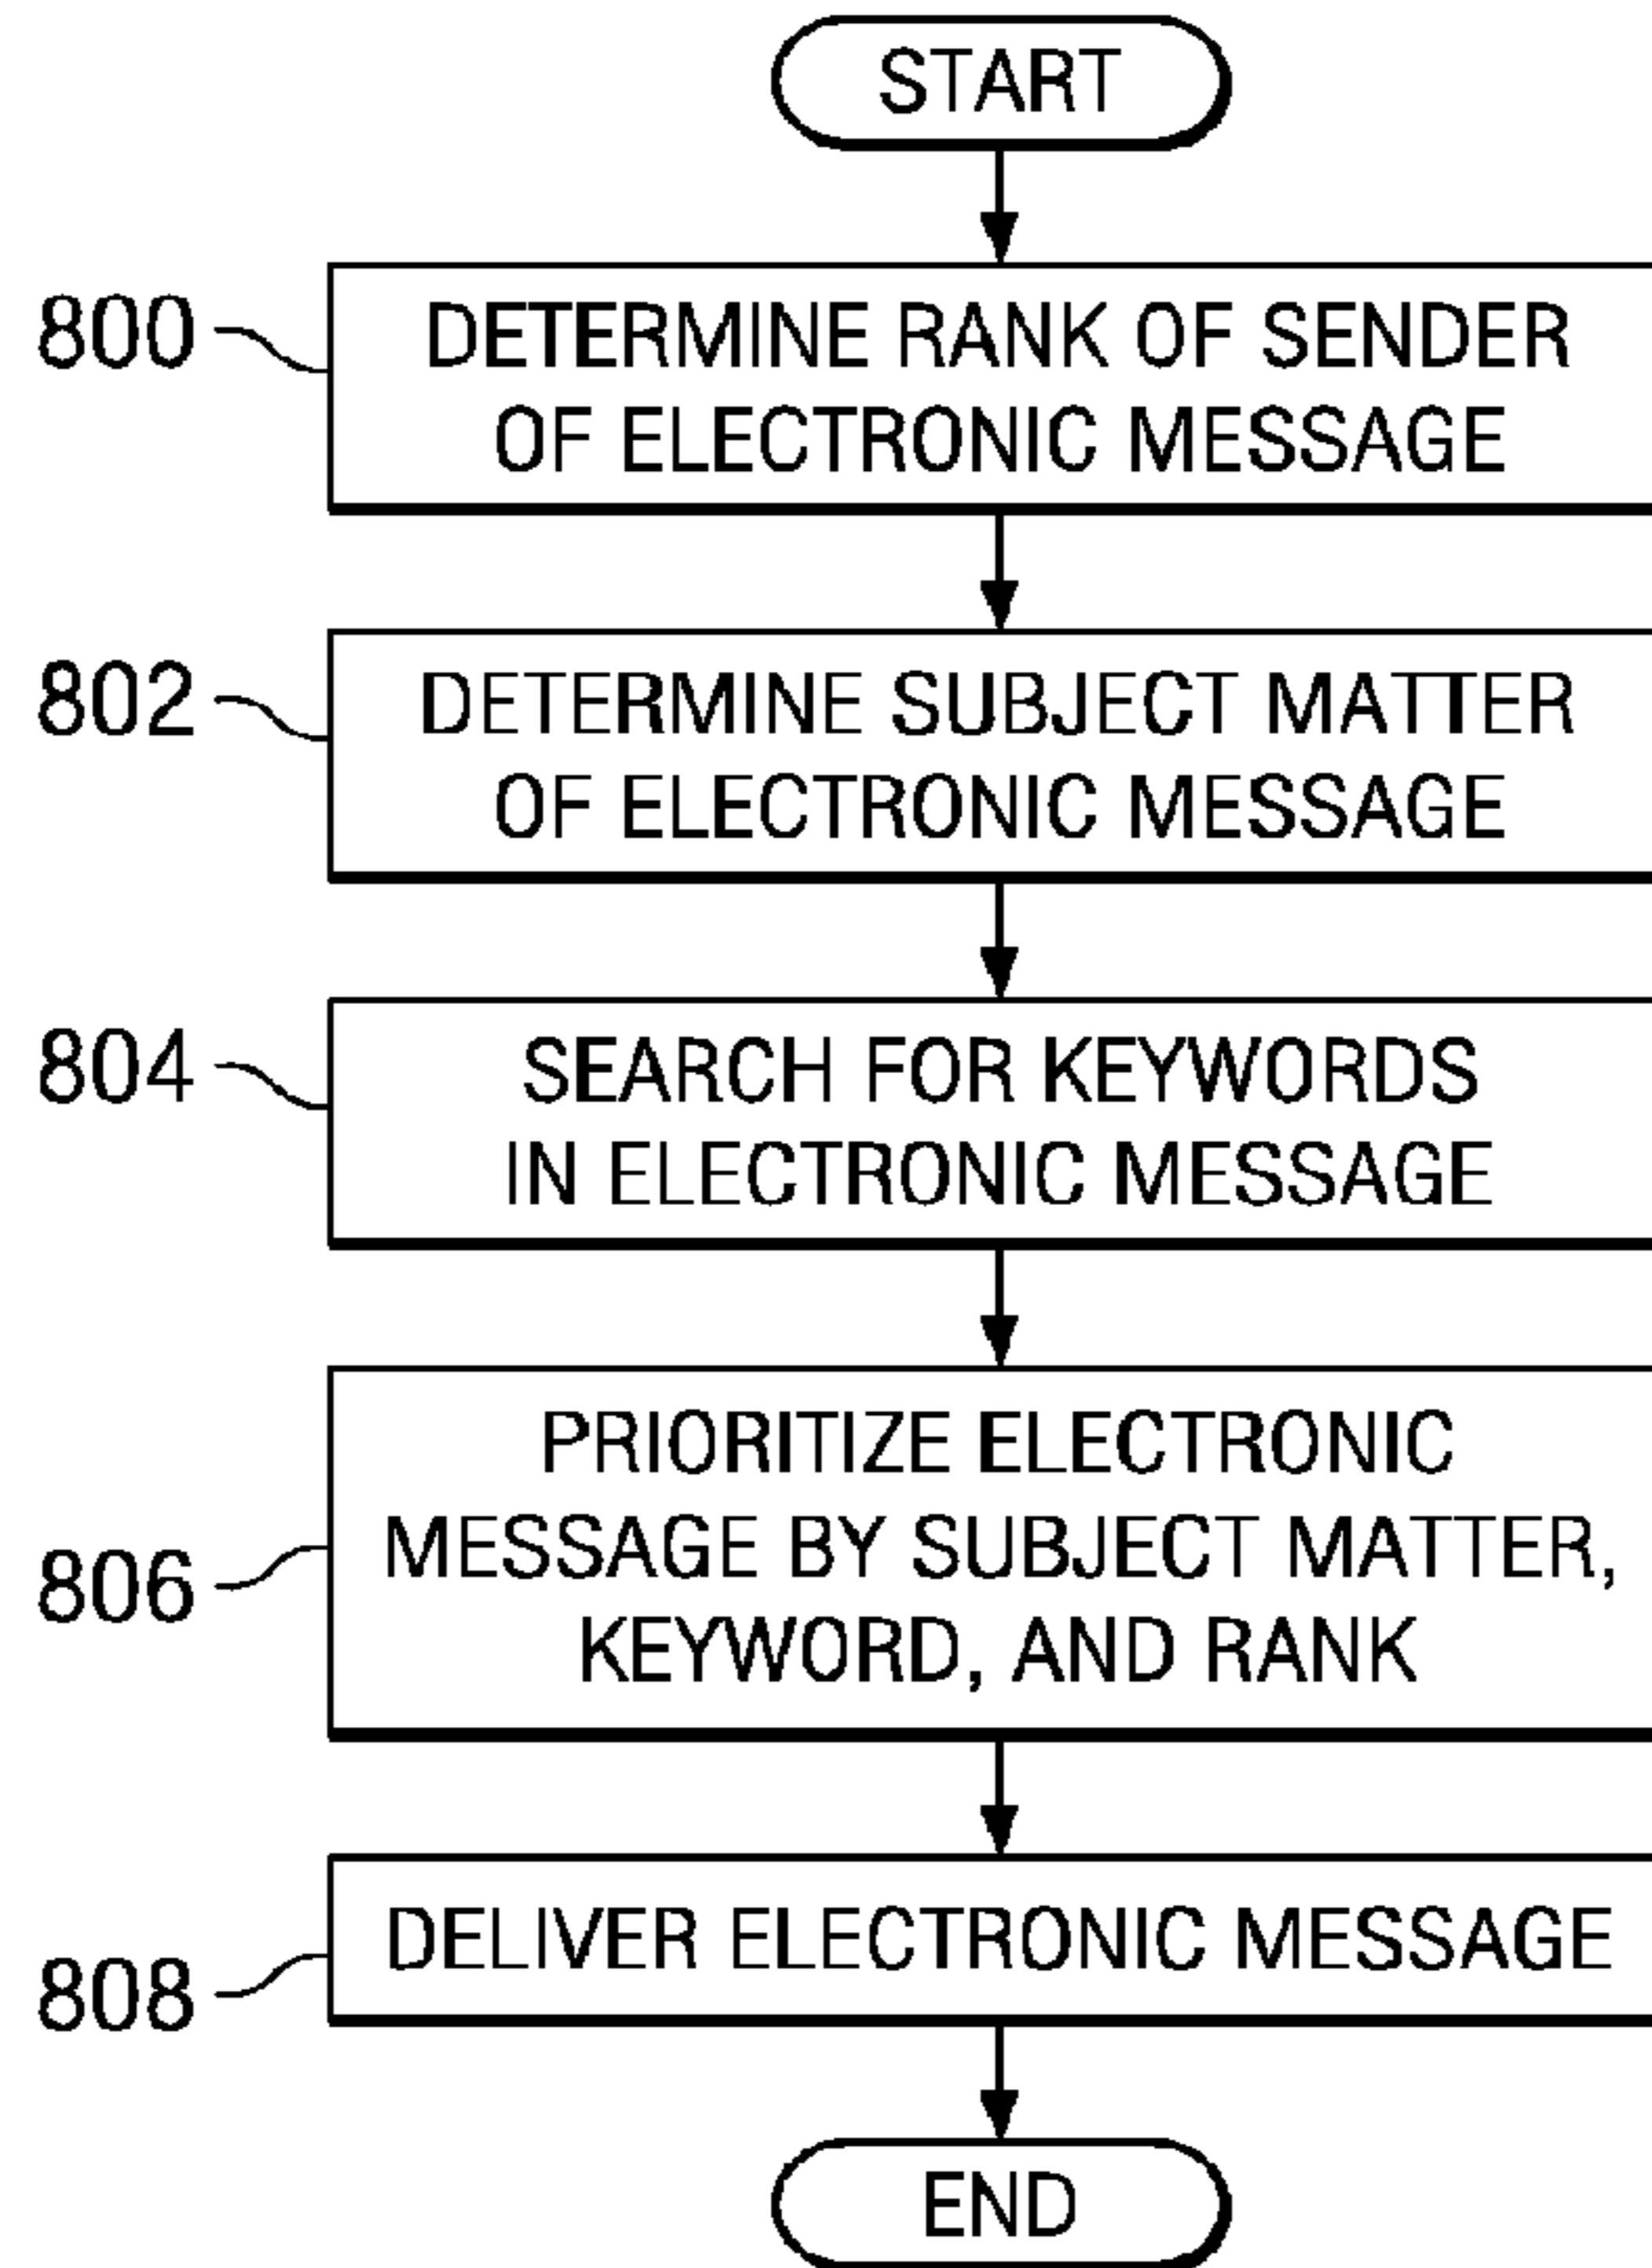 START
800
DETERMINE RANK OF SENDER
OF ELECTRONIC MESSAGE
802
DETERMINE SUBJECT MATTER
OF ELECTRONIC MESSAGE
804
SEARCH FOR KEYWORDS
IN ELECTRONIC MESSAGE
806
PRIORITIZE ELECTRONIC
MESSAGE BY SUBJECT MATTER,
KEYWORD, AND RANK
808
DELIVER ELECTRONIC MESSAGE
END